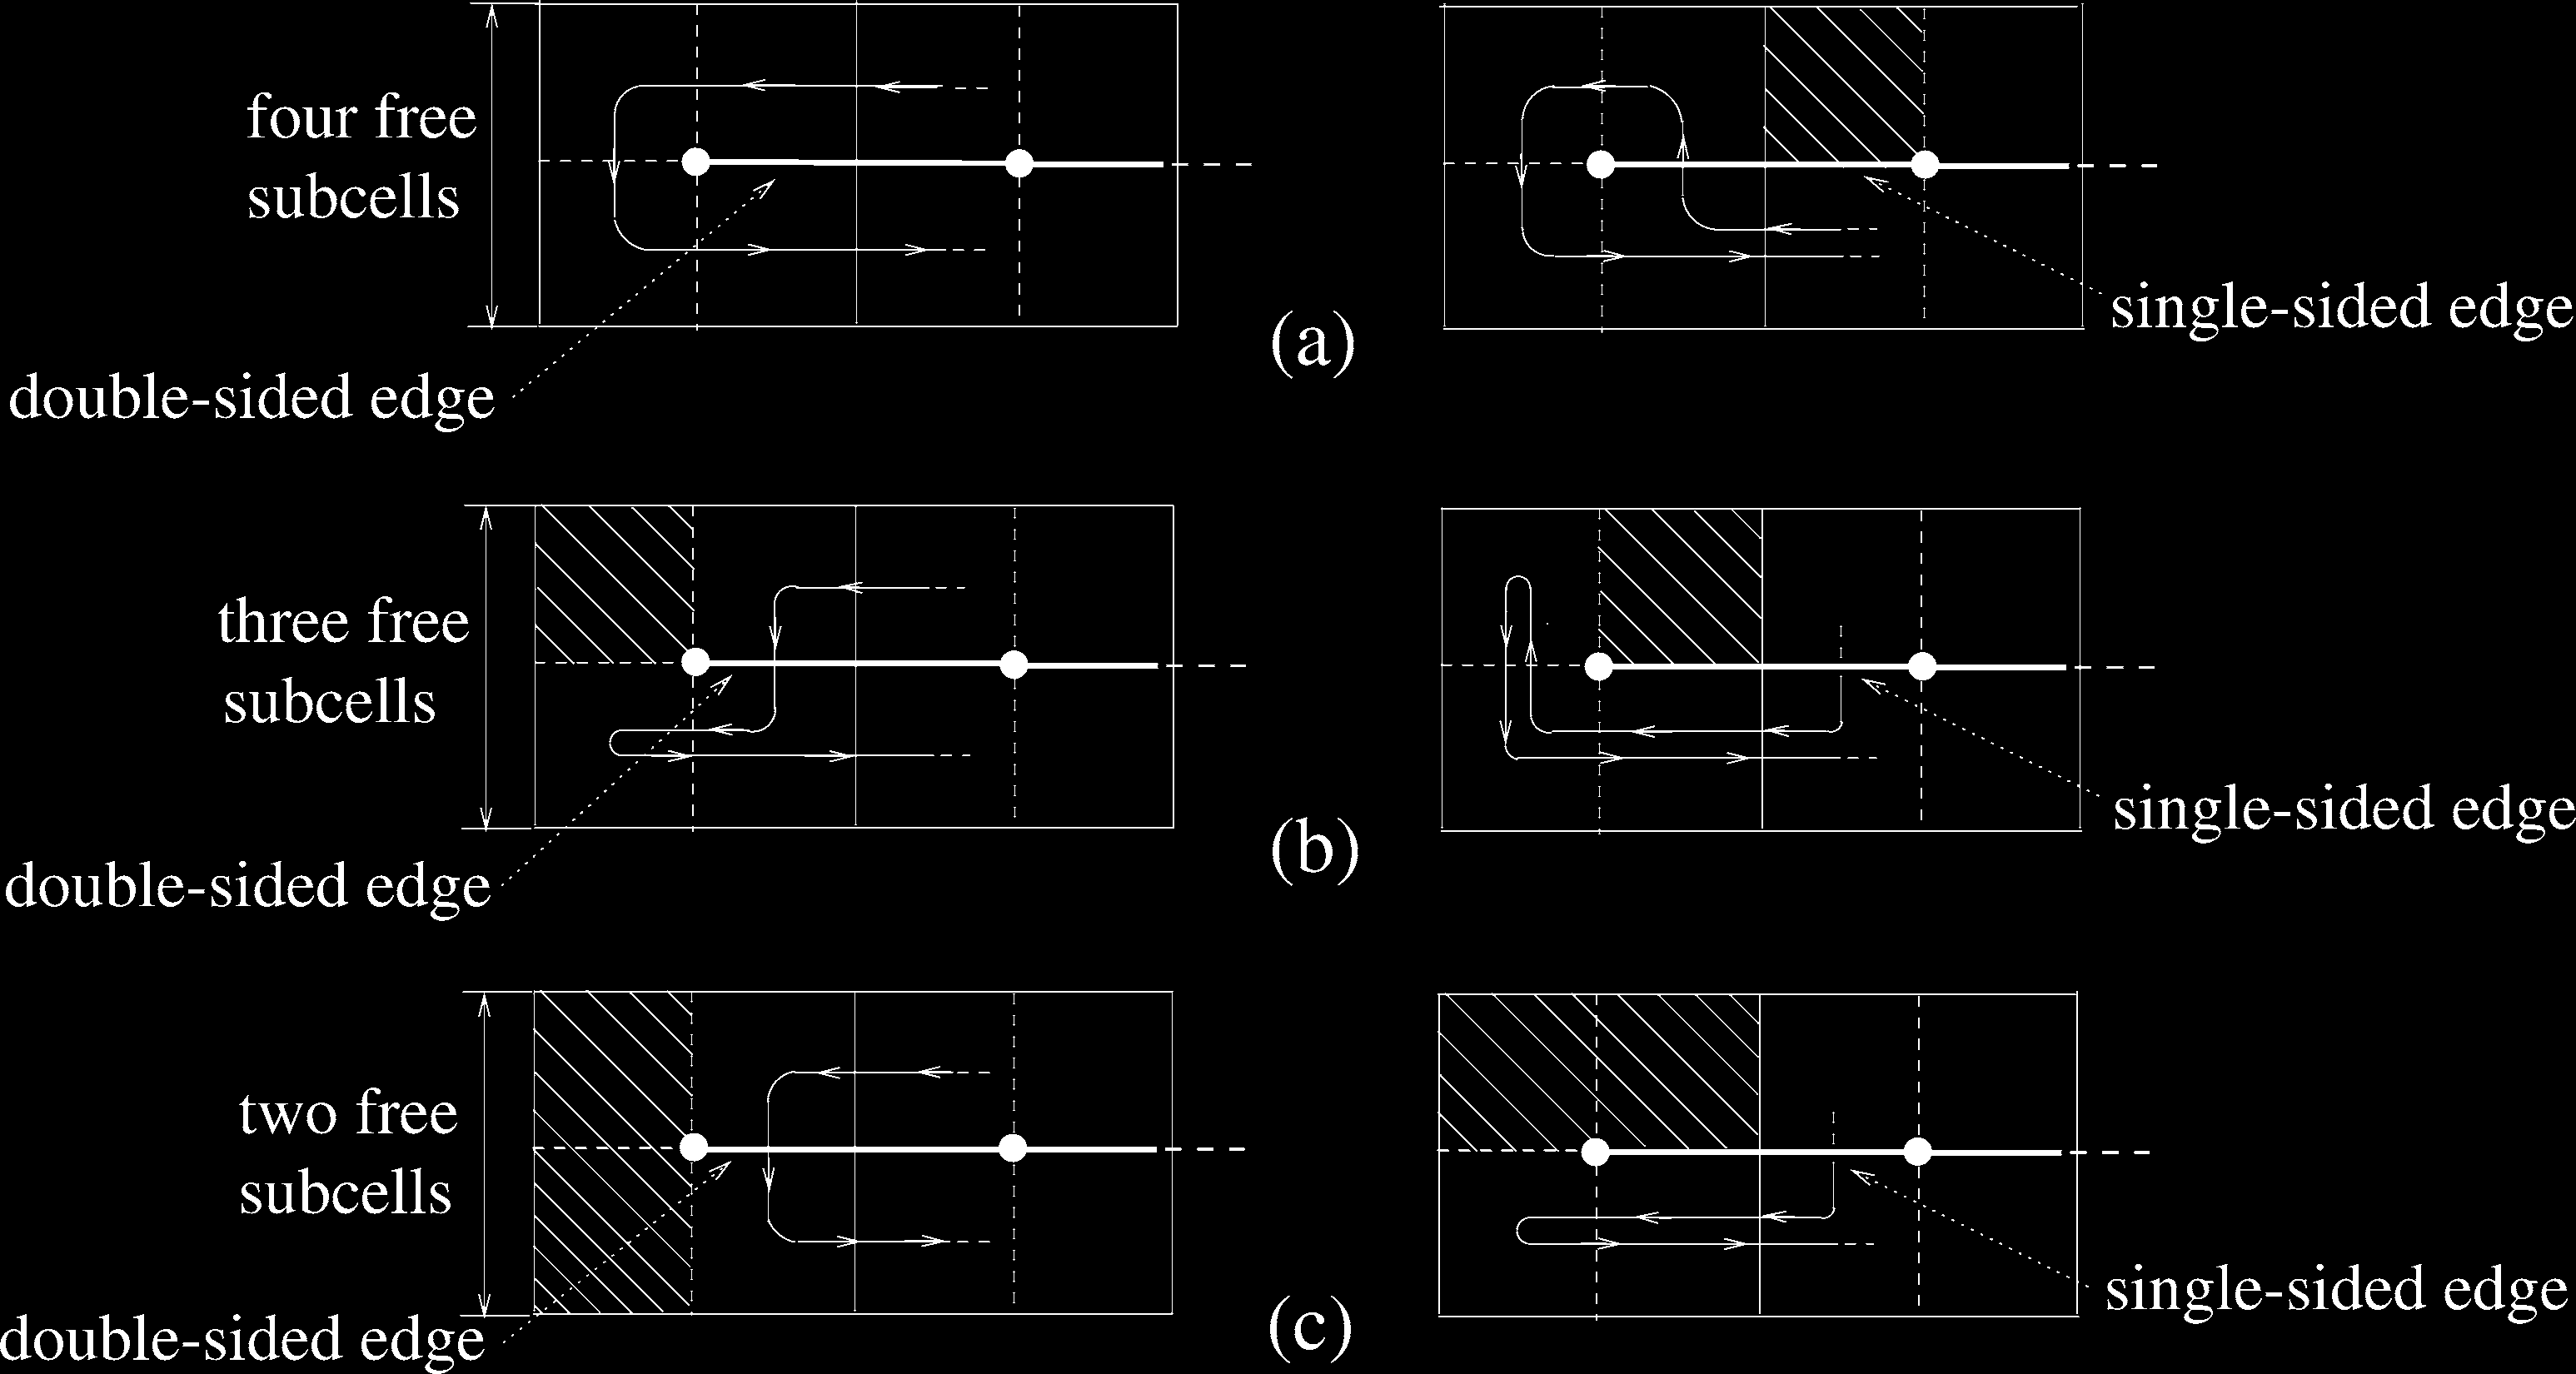 four free
subcells
single-sided edge
(a)
double-sided edge
three free
subcells
single-sided edge
(b)
double-sided edge
two free
subcells
single-sided edge
(c)
double-sided edge